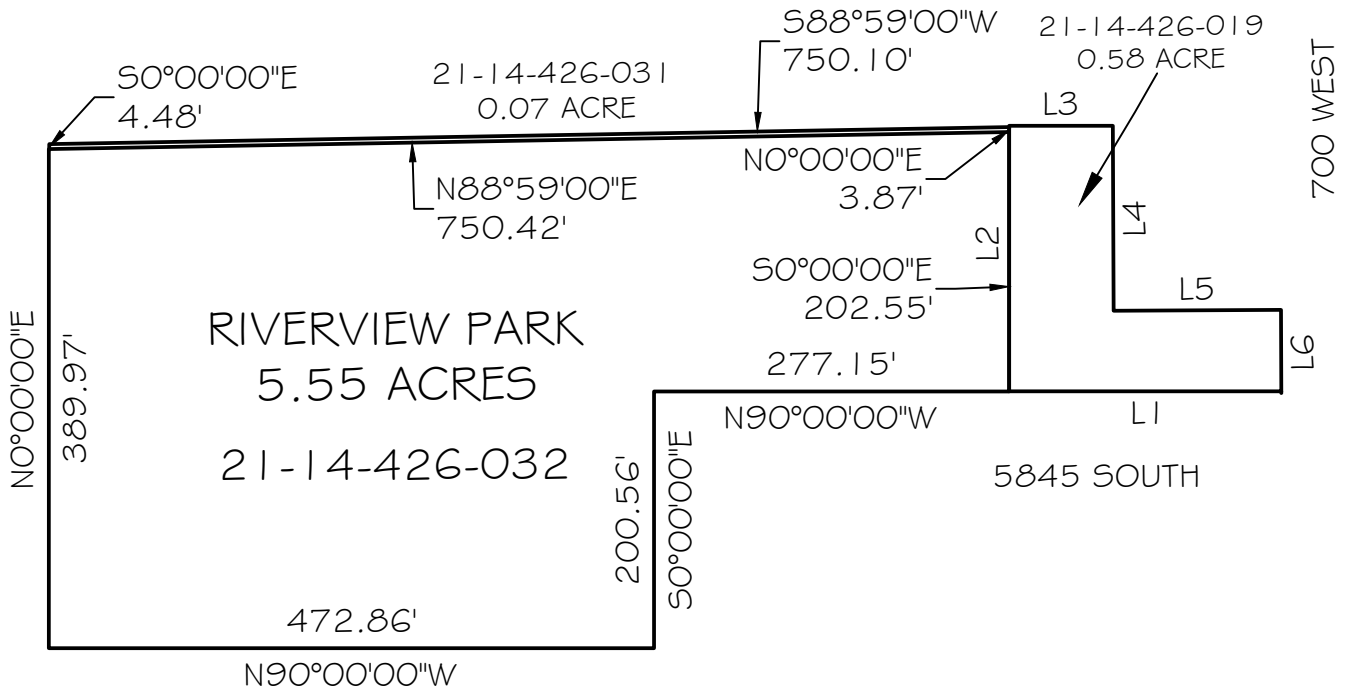 S88°59'00"W
750.10'
21-14-426-019
0.58 ACRE
700 WEST
S0°00'00"E
4.48'
21-14-426-031
0.07 ACRE
L3
N0°00'00"E
3.87'
N88°59'00"E
750.42'
L2
L4
S0°00'00"E
202.55'
L5
L6
N0°00'00"E
389.97'
RIVERVIEW PARK
5.55 ACRES
21-14-426-032
277.15'
N90°00'00"W
L1
200.56'
S0°00'00"E
5845 SOUTH
472.86'
N90°00'00"W